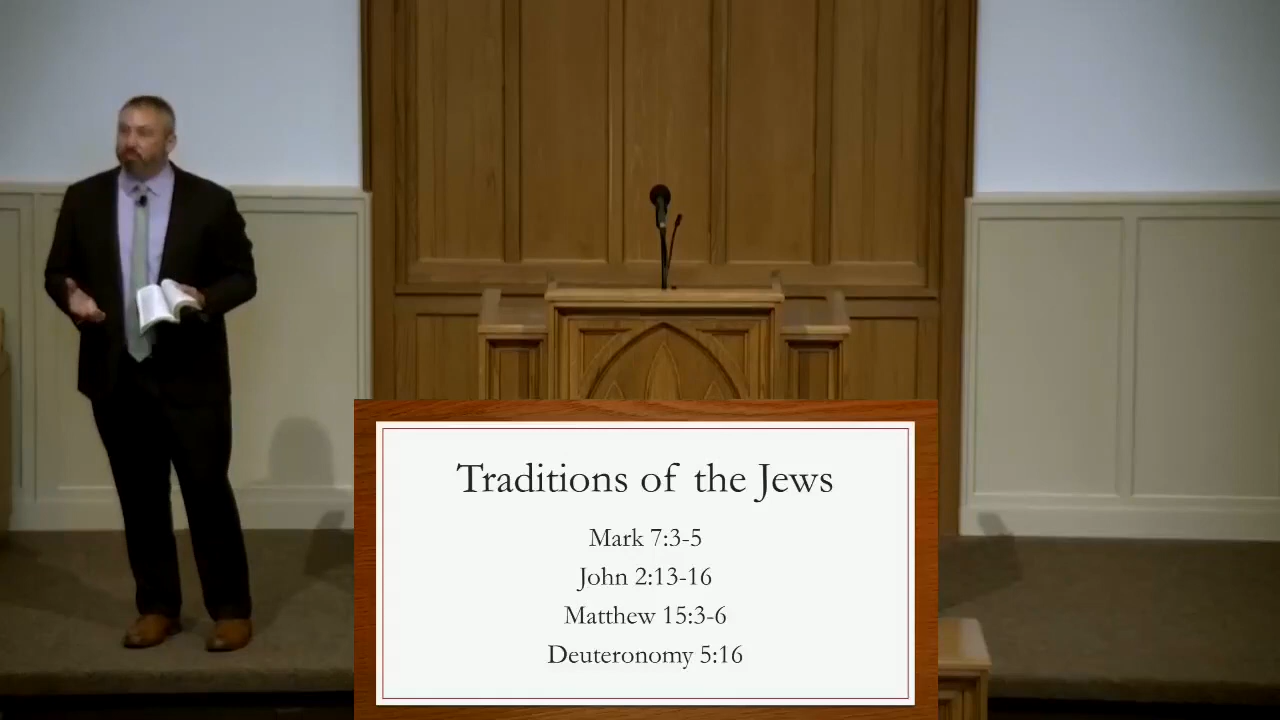 Traditions of the Jews
Mark 7:3-5
John 2:13-16
Matthew 15:3-6
Deuteronomy 5:16